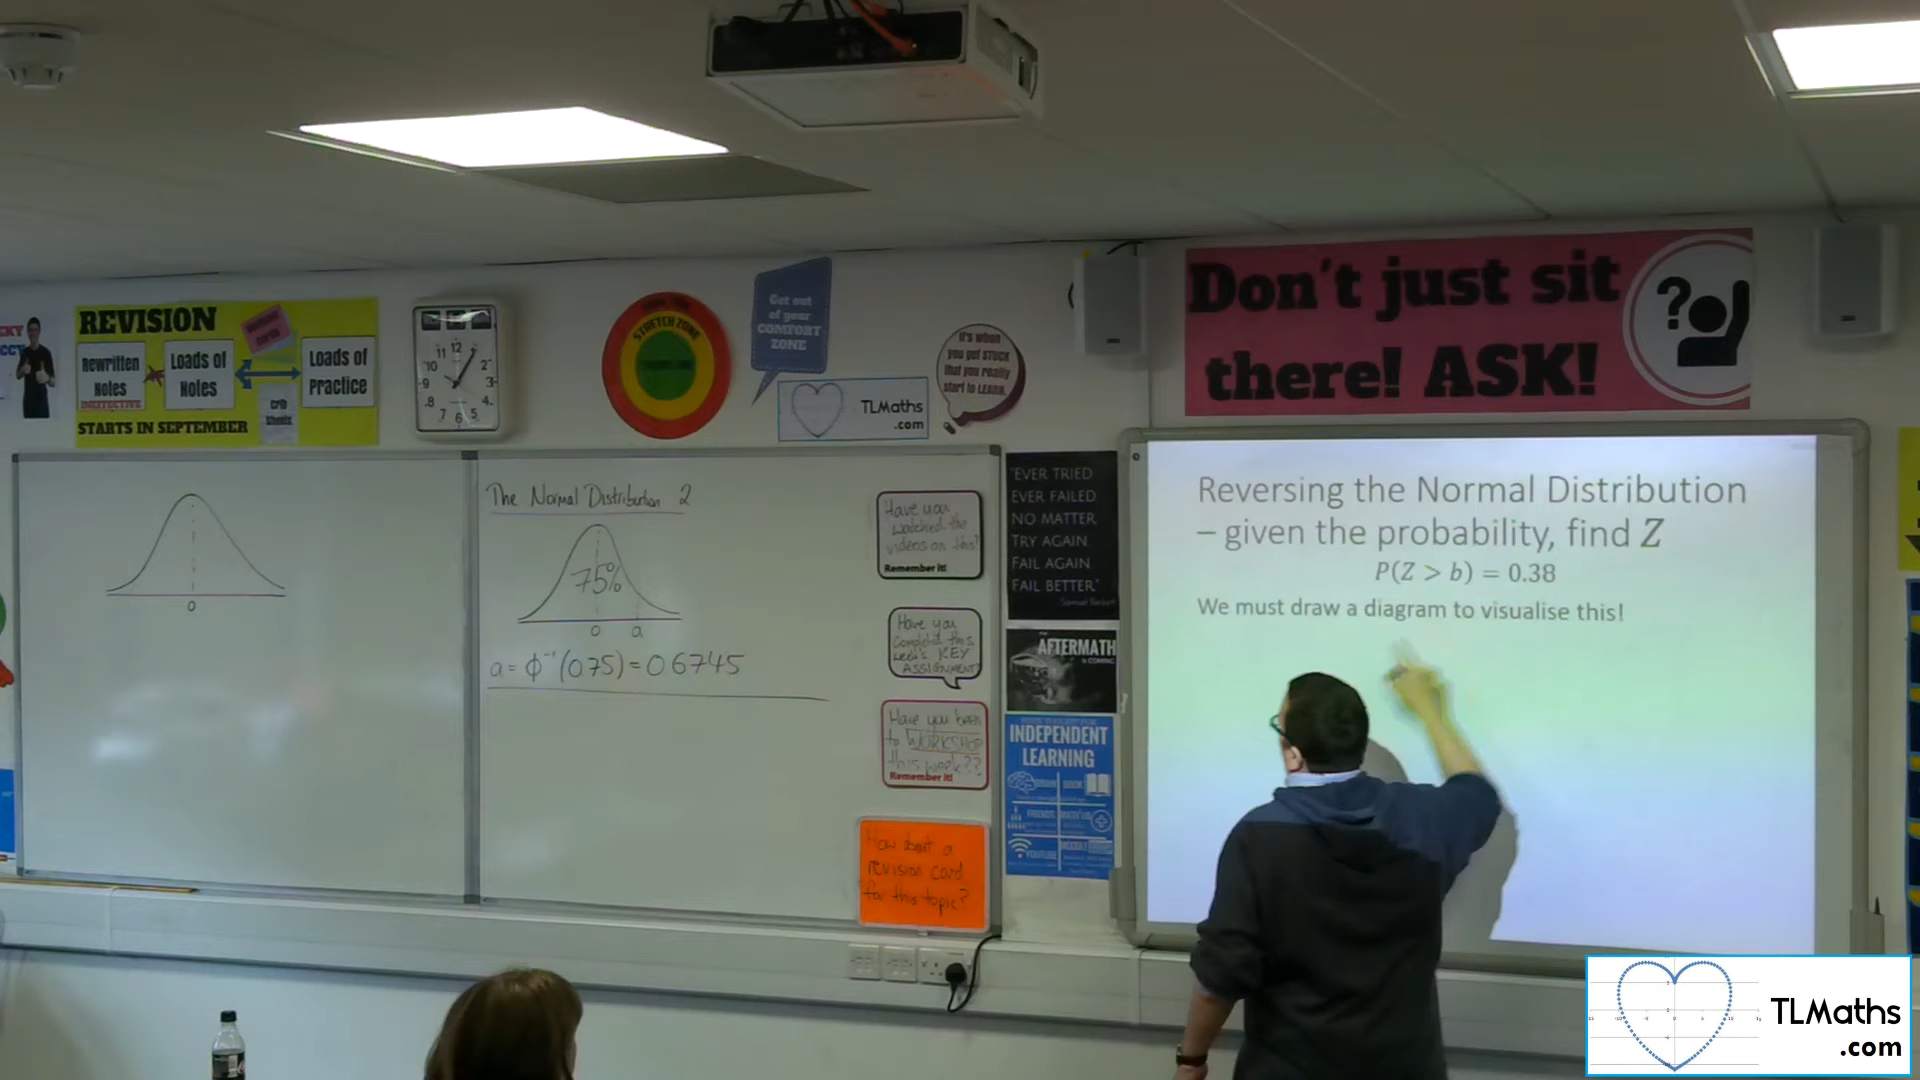 REVISION
Rewritten
Notes
INEFFECTIVE
Loads of
Notes
Loads of
Practice
Crib
Sheets
STARTS IN SEPTEMBER
STRETCH ZONE
Get out
of your
COMFORT
ZONE
TLMaths
.com
It's when
you get STUCK
that you really
start to LEARN.
Don't just sit
there! ASK!
0
The Normal Distribution 2
75%
0 a
a = ϕ⁻¹(0.75) = 0.6745
Have you
watched the
videos on this?
Remember it!
Have you
completed this
week's KEY
ASSIGNMENT?
Have you been
to WORKSHOP
this week??
Remember it!
How about a
revision card
for this topic?
"EVER TRIED
EVER FAILED
NO MATTER
TRY AGAIN
FAIL AGAIN
FAIL BETTER"
AFTERMATH
INDEPENDENT
LEARNING
Reversing the Normal Distribution
– given the probability, find Z
P(Z > b) = 0.38
We must draw a diagram to visualise this!
TLMaths
.com